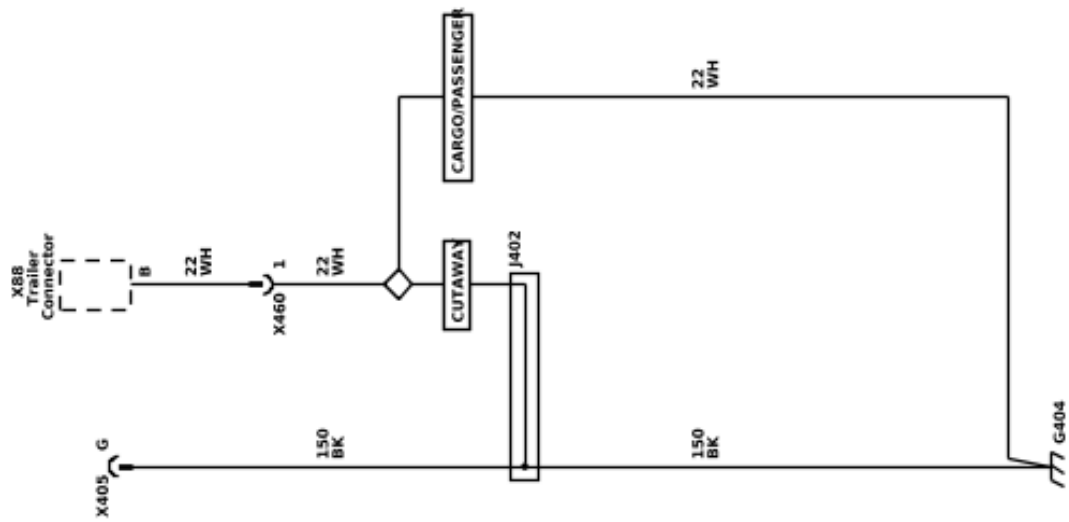 X88
Trailer
Connector
B
22
WH
1
X460
22
WH
CARGO/PASSENGER
22
WH
CUTAWAY
J402
X405
G
150
BK
150
BK
G404